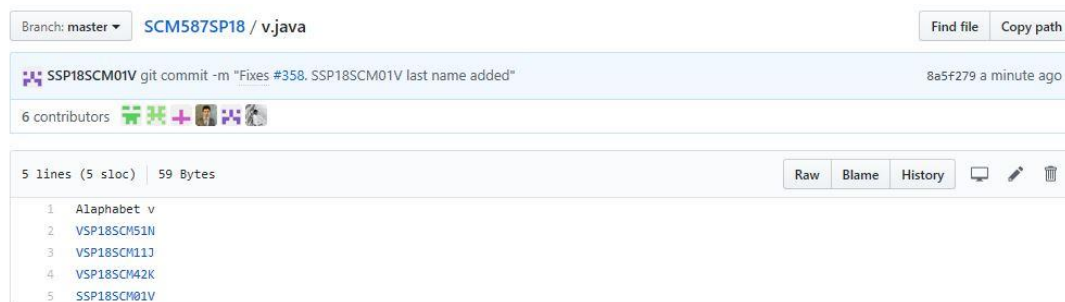 Branch: master SCM587SP18 / v.java Find file Copy path
SSP18SCM01V git commit -m "Fixes #358. SSP18SCM01V last name added" 8a5f279 a minute ago
6 contributors
5 lines (5 sloc) 59 Bytes Raw Blame History
1 Alaphabet v
2 VSP18SCM51N
3 VSP18SCM11J
4 VSP18SCM42K
5 SSP18SCM01V